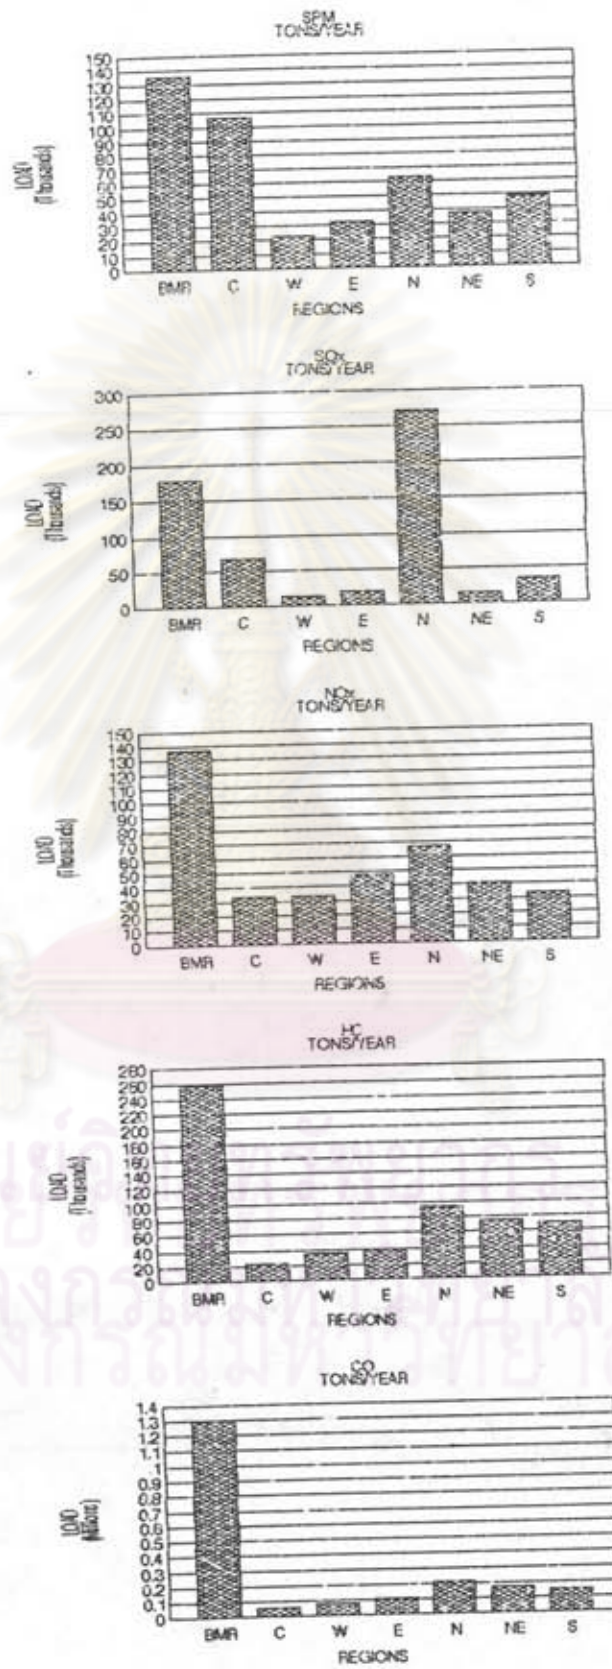 SPM
TONS/YEAR
150
140
130
120
110
100
90
80
70
60
50
40
30
20
10
0
LOAD
(Thousands)
BMR C W E N NE S
REGIONS
SOx
TONS/YEAR
300
250
200
150
100
50
0
LOAD
(Thousands)
BMR C W E N NE S
REGIONS
NOx
TONS/YEAR
150
140
130
120
110
100
90
80
70
60
50
40
30
20
10
0
LOAD
(Thousands)
BMR C W E N NE S
REGIONS
HC
TONS/YEAR
280
260
240
220
200
180
160
140
120
100
80
60
40
20
0
LOAD
(Thousands)
BMR C W E N NE S
REGIONS
CO
TONS/YEAR
1.4
1.3
1.2
1.1
1
0.9
0.8
0.7
0.6
0.5
0.4
0.3
0.2
0.1
0
LOAD
(Millions)
BMR C W E N NE S
REGIONS